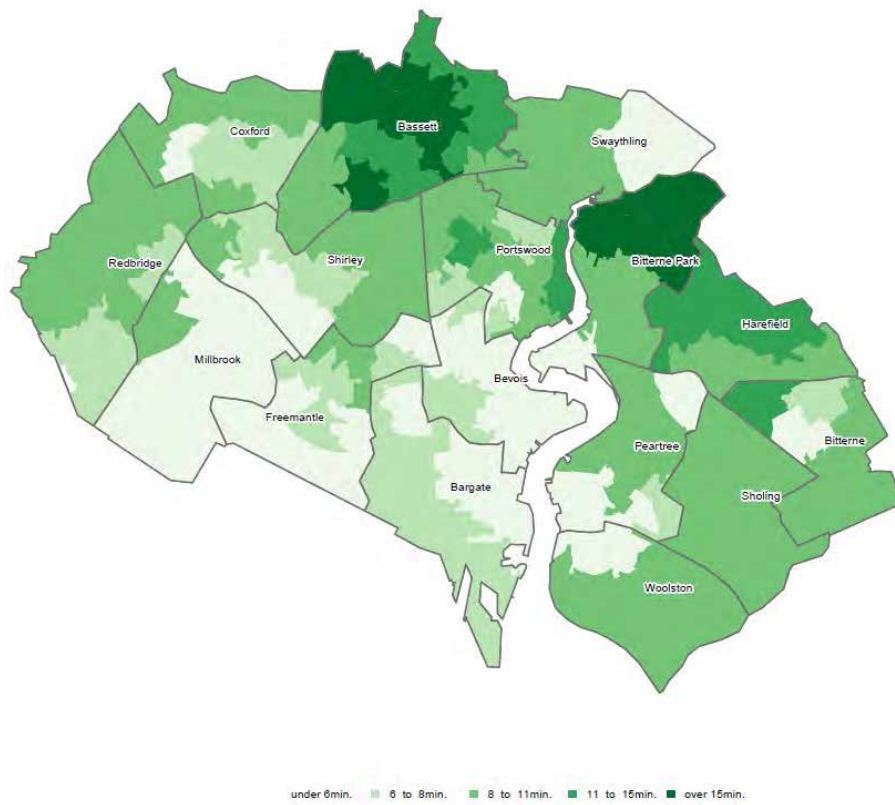 Coxford
Bassett
Swaythling
Redbridge
Shirley
Portswood
Bitterne Park
Harefield
Millbrook
Bevois
Freemantle
Bitterne
Peartree
Bargate
Sholing
Woolston
under 6min. 6 to 8min. 8 to 11min. 11 to 15min. over 15min.